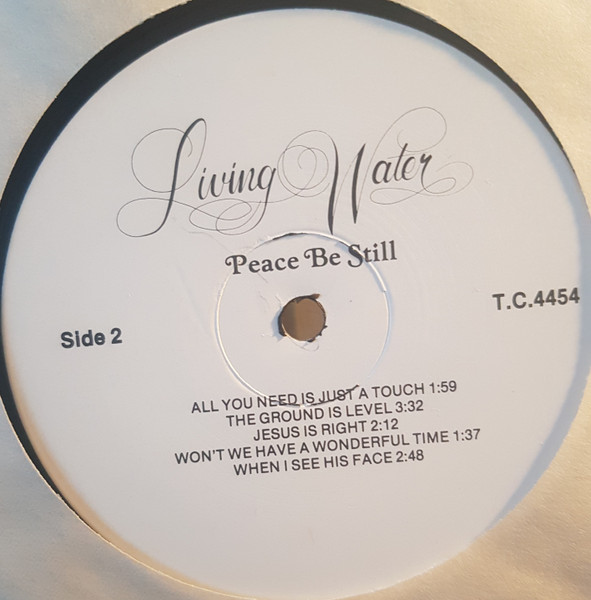 Living Water
Peace Be Still
T.C.4454
Side 2
ALL YOU NEED IS JUST A TOUCH 1:59
THE GROUND IS LEVEL 3:32
JESUS IS RIGHT 2:12
WON'T WE HAVE A WONDERFUL TIME 1:37
WHEN I SEE HIS FACE 2:48